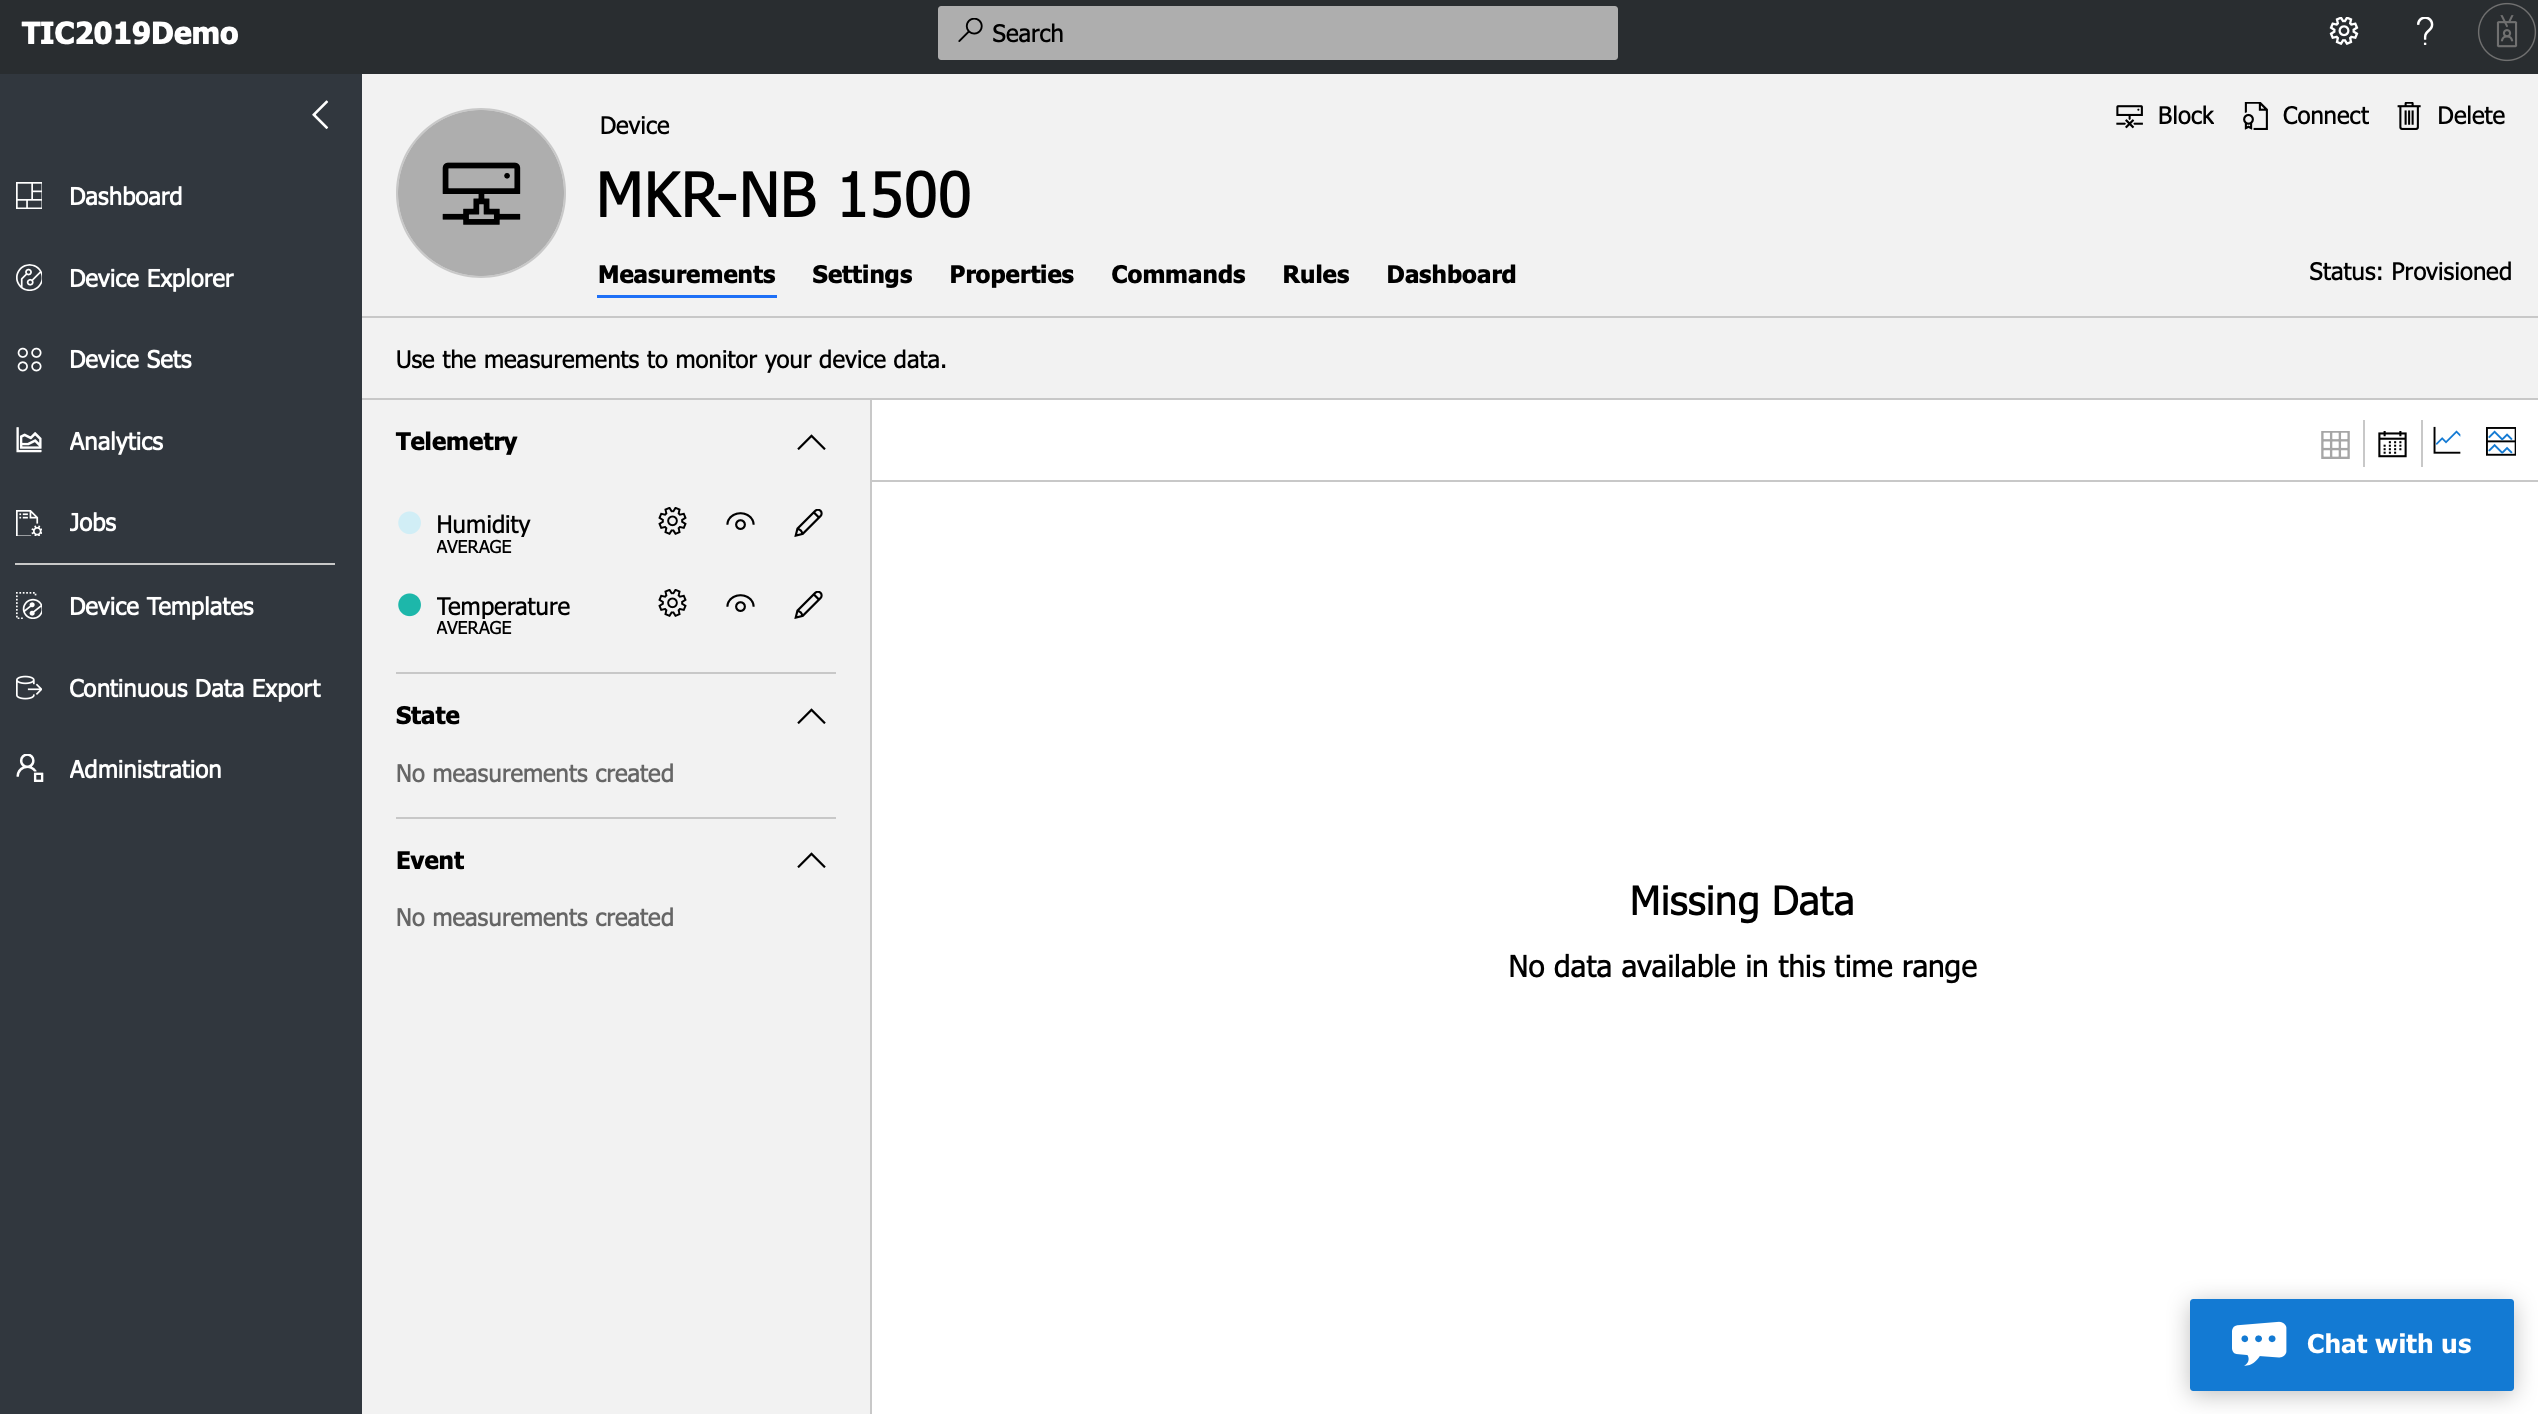 TIC2019Demo
Search
Dashboard
Device Explorer
Device Sets
Analytics
Jobs
Device Templates
Continuous Data Export
Administration
Device
MKR-NB 1500
Block Connect Delete
Measurements Settings Properties Commands Rules Dashboard
Status: Provisioned
Use the measurements to monitor your device data.
Telemetry
Humidity
AVERAGE
Temperature
AVERAGE
State
No measurements created
Event
No measurements created
Missing Data
No data available in this time range
Chat with us